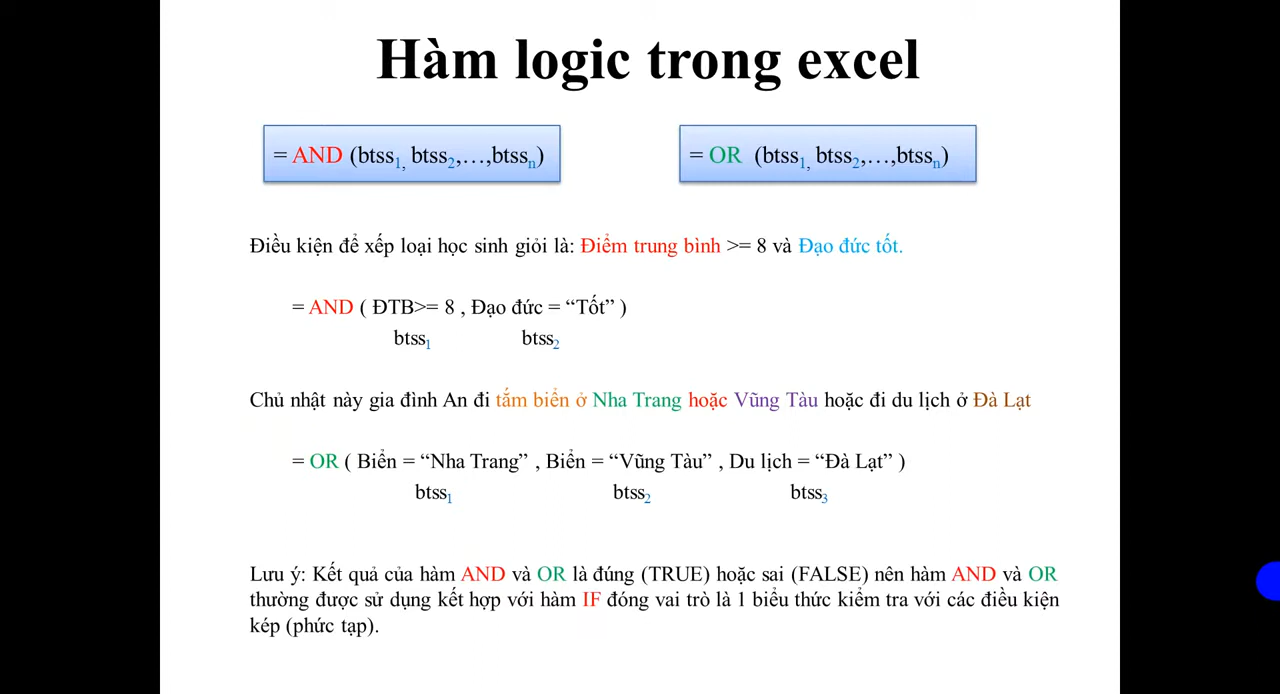 Hàm logic trong excel
= AND (btss1, btss2,…,btssn)
= OR (btss1, btss2,…,btssn)
Điều kiện để xếp loại học sinh giỏi là: Điểm trung bình >= 8 và Đạo đức tốt.
= AND ( ĐTB>= 8 , Đạo đức = “Tốt” )
btss1 btss2
Chủ nhật này gia đình An đi tắm biển ở Nha Trang hoặc Vũng Tàu hoặc đi du lịch ở Đà Lạt
= OR ( Biển = “Nha Trang” , Biển = “Vũng Tàu” , Du lịch = “Đà Lạt” )
btss1 btss2 btss3
Lưu ý: Kết quả của hàm AND và OR là đúng (TRUE) hoặc sai (FALSE) nên hàm AND và OR
thường được sử dụng kết hợp với hàm IF đóng vai trò là 1 biểu thức kiểm tra với các điều kiện
kép (phức tạp).